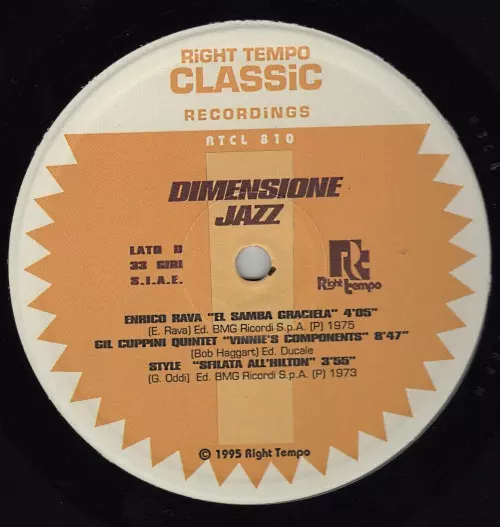 RiGHT TEMPO
CLASSiC
RECORDiNGS
RTCL 810
DIMENSIONE
JAZZ
LATO D
33 GIRI
S.I.A.E.
Rt
Right tempo
ENRICO RAVA "EL SAMBA GRACIELA" 4'05"
(E. Rava) Ed. BMG Ricordi S.p.A. (P) 1975
GIL CUPPINI QUINTET "VINNIE'S COMPONENTS" 8'47"
(Bob Haggart) Ed. Ducale
STYLE "SFILATA ALL'HILTON" 3'55"
(G. Oddi) Ed. BMG Ricordi S.p.A. (P) 1973
© 1995 Right Tempo